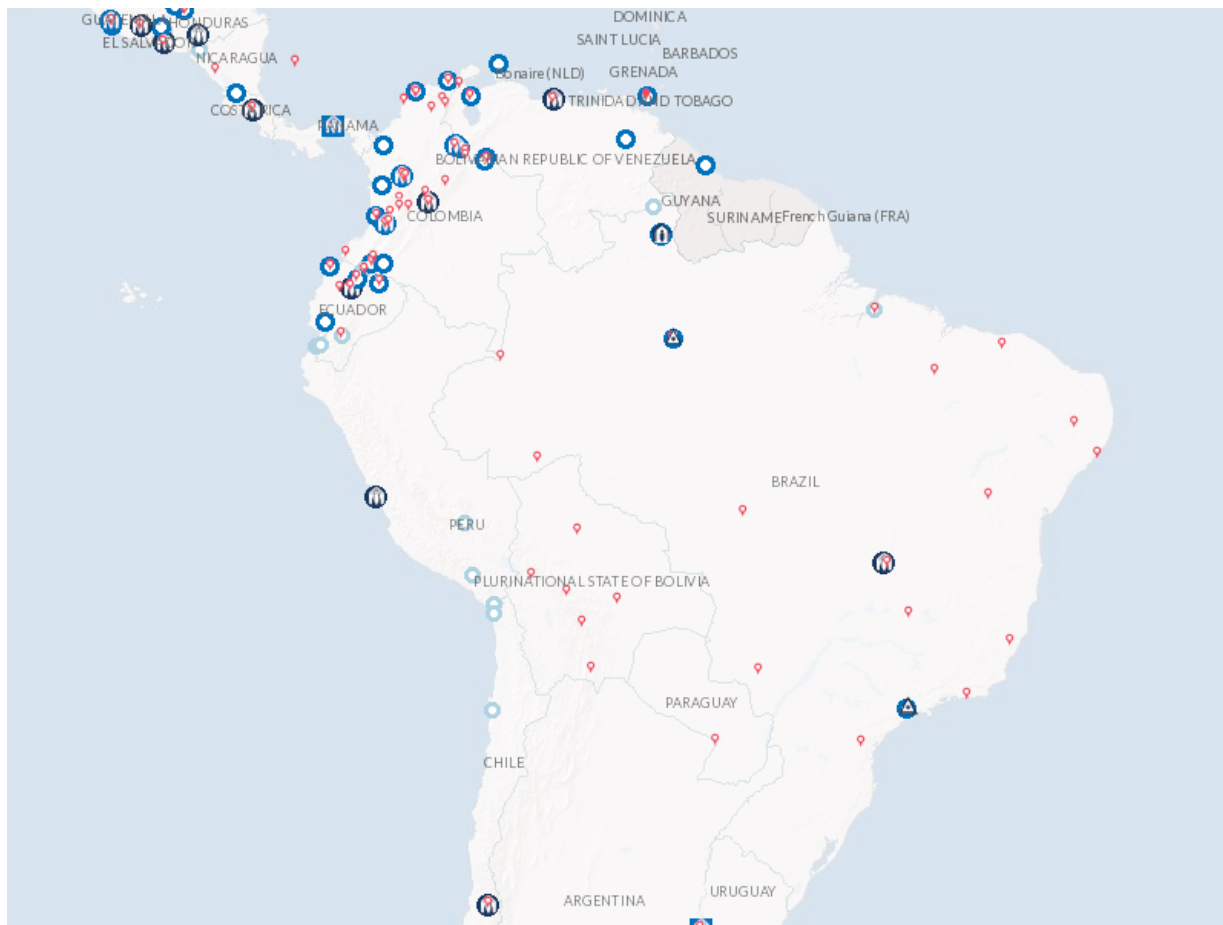 DOMINICA
GUATEMALA
HONDURAS
SAINT LUCIA
EL SALVADOR
BARBADOS
NICARAGUA
Bonaire (NLD)
GRENADA
TRINIDAD AND TOBAGO
COSTA RICA
PANAMA
BOLIVARIAN REPUBLIC OF VENEZUELA
GUYANA
COLOMBIA
SURINAME
French Guiana (FRA)
ECUADOR
BRAZIL
PERU
PLURINATIONAL STATE OF BOLIVIA
PARAGUAY
CHILE
URUGUAY
ARGENTINA